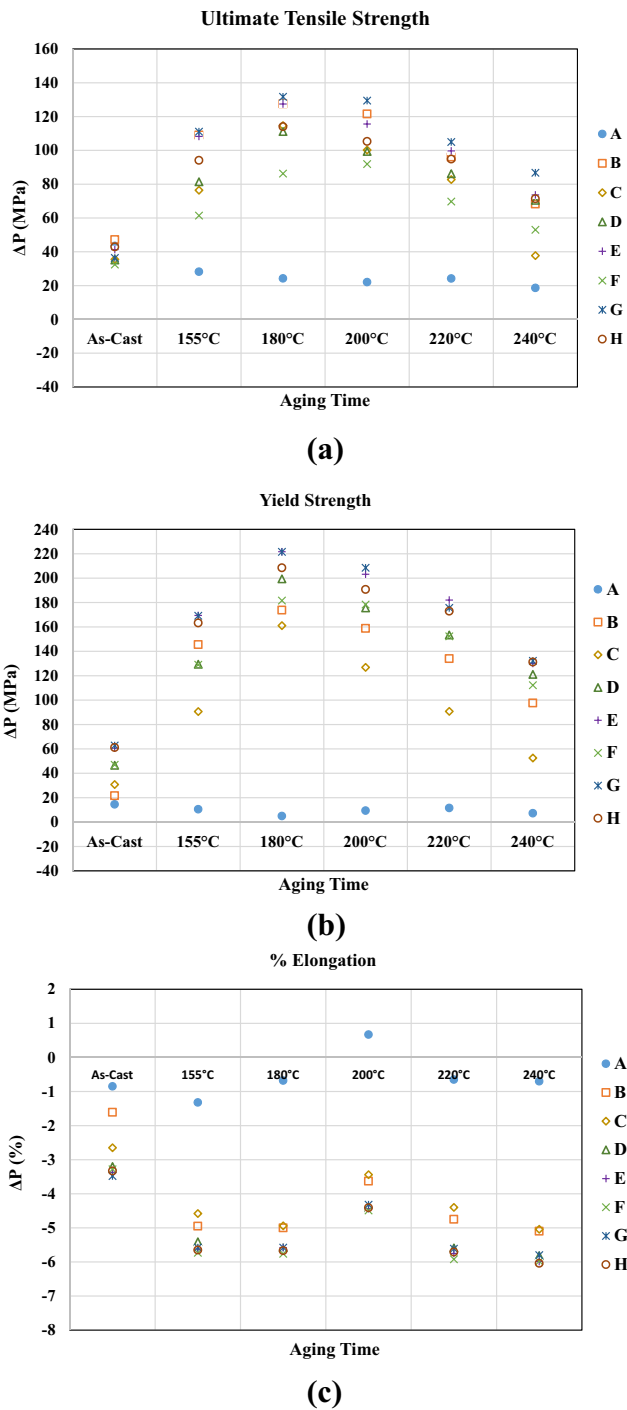 Ultimate Tensile Strength
160
140
120
100
80
60
40
20
0
-20
-40
ΔP (MPa)
As-Cast 155°C 180°C 200°C 220°C 240°C
Aging Time
A
B
C
D
E
F
G
H
(a)
Yield Strength
240
220
200
180
160
140
120
100
80
60
40
20
0
-20
-40
ΔP (MPa)
As-Cast 155°C 180°C 200°C 220°C 240°C
Aging Time
A
B
C
D
E
F
G
H
(b)
% Elongation
2
1
0
-1
-2
-3
-4
-5
-6
-7
-8
ΔP (%)
As-Cast 155°C 180°C 200°C 220°C 240°C
Aging Time
A
B
C
D
E
F
G
H
(c)